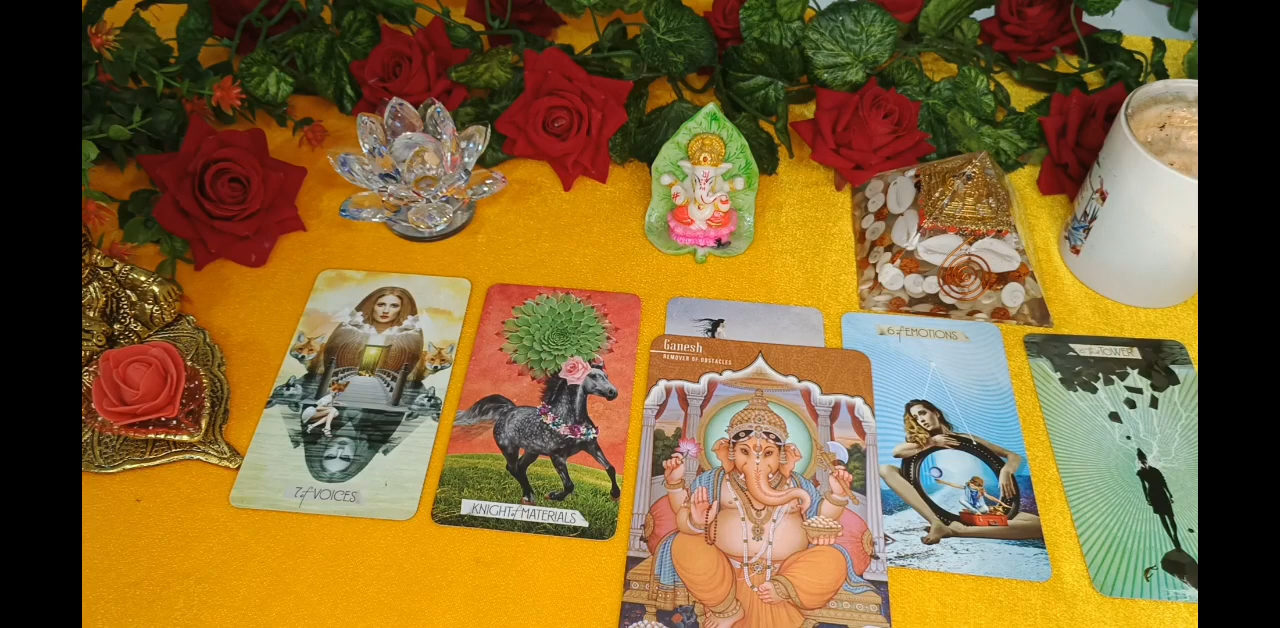 7 of VOICES
KNIGHT of MATERIALS
Ganesh
REMOVER OF OBSTACLES
6 of EMOTIONS
the TOWER